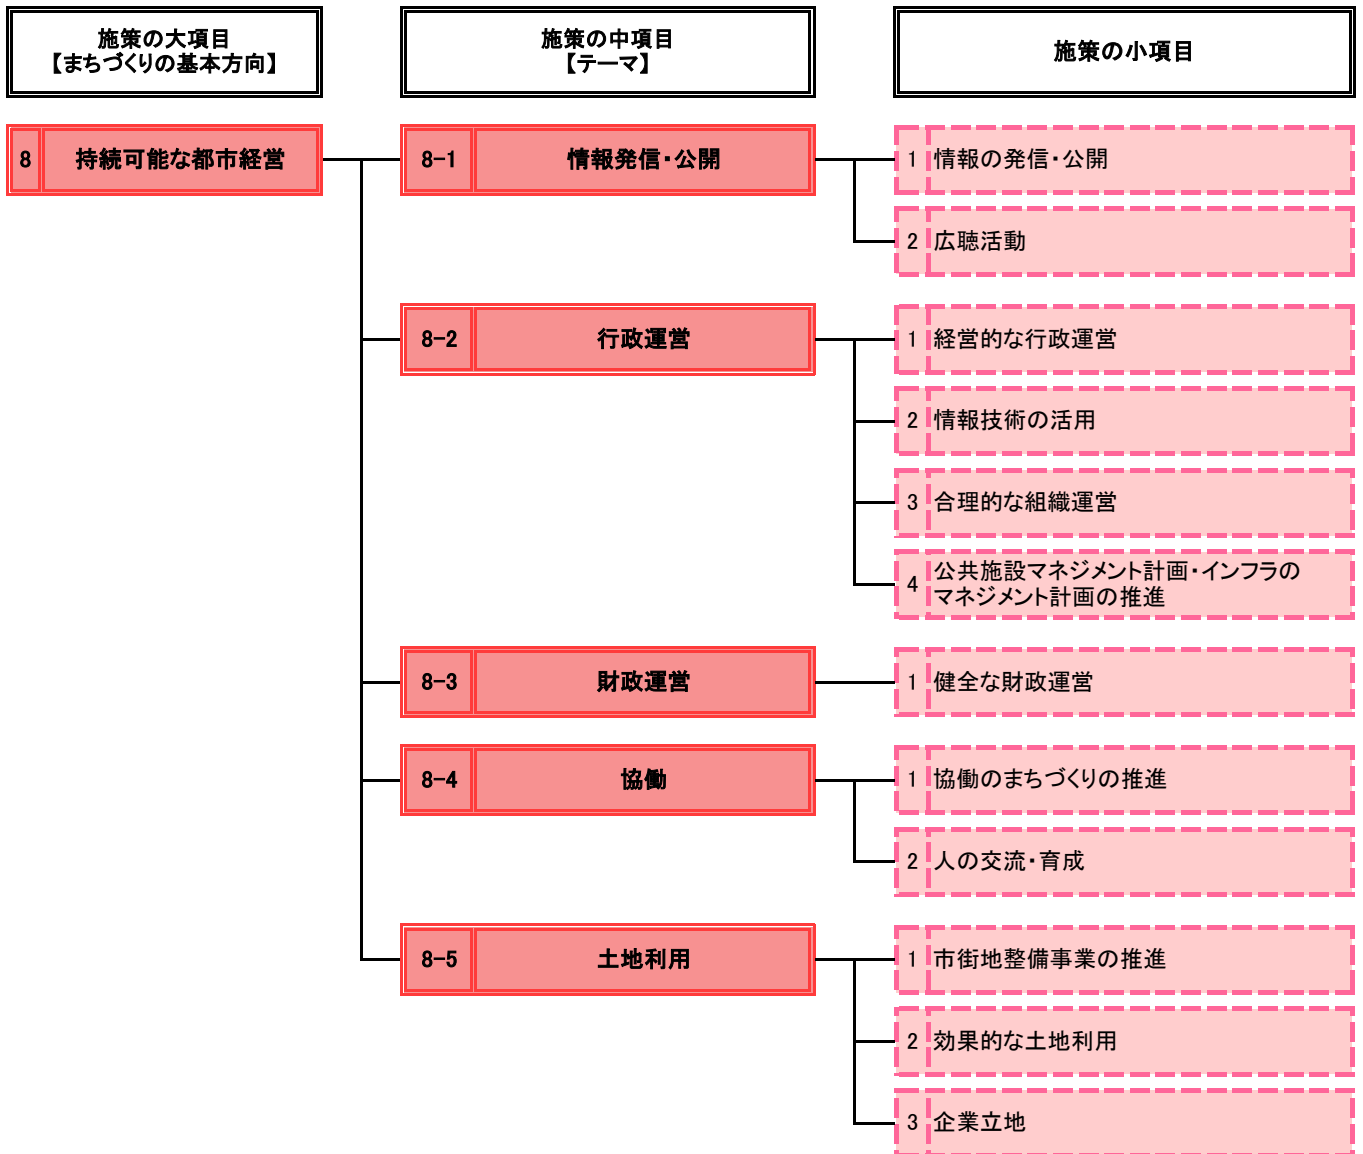 施策の大項目
【まちづくりの基本方向】
施策の中項目
【テーマ】
施策の小項目
8 持続可能な都市経営
8-1 情報発信・公開
1 情報の発信・公開
2 広聴活動
8-2 行政運営
1 経営的な行政運営
2 情報技術の活用
3 合理的な組織運営
4 公共施設マネジメント計画・インフラの
マネジメント計画の推進
8-3 財政運営
1 健全な財政運営
8-4 協働
1 協働のまちづくりの推進
2 人の交流・育成
8-5 土地利用
1 市街地整備事業の推進
2 効果的な土地利用
3 企業立地